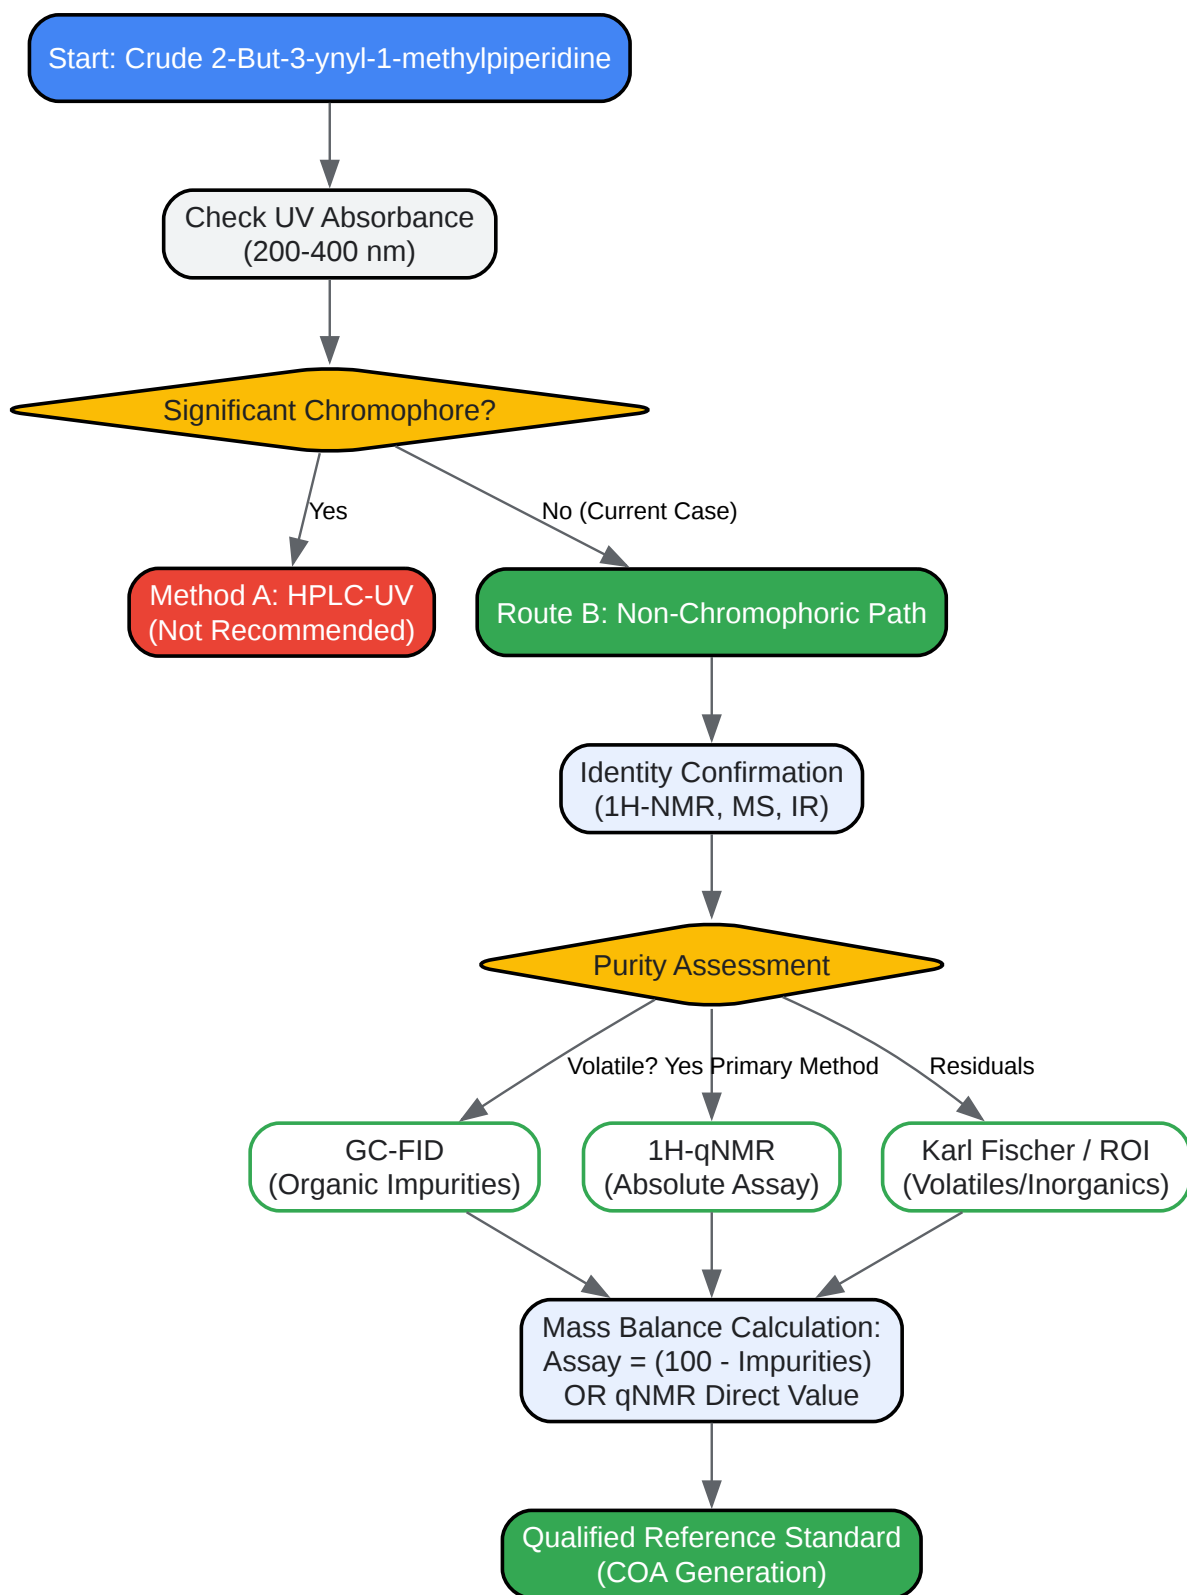 Start: Crude 2-But-3-ynyl-1-methylpiperidine
Check UV Absorbance
(200-400 nm)
Significant Chromophore?
Yes
No (Current Case)
Method A: HPLC-UV
(Not Recommended)
Route B: Non-Chromophoric Path
Identity Confirmation
(1H-NMR, MS, IR)
Purity Assessment
Volatile? Yes
Primary Method
Residuals
GC-FID
(Organic Impurities)
1H-qNMR
(Absolute Assay)
Karl Fischer / ROI
(Volatiles/Inorganics)
Mass Balance Calculation:
Assay = (100 - Impurities)
OR qNMR Direct Value
Qualified Reference Standard
(COA Generation)